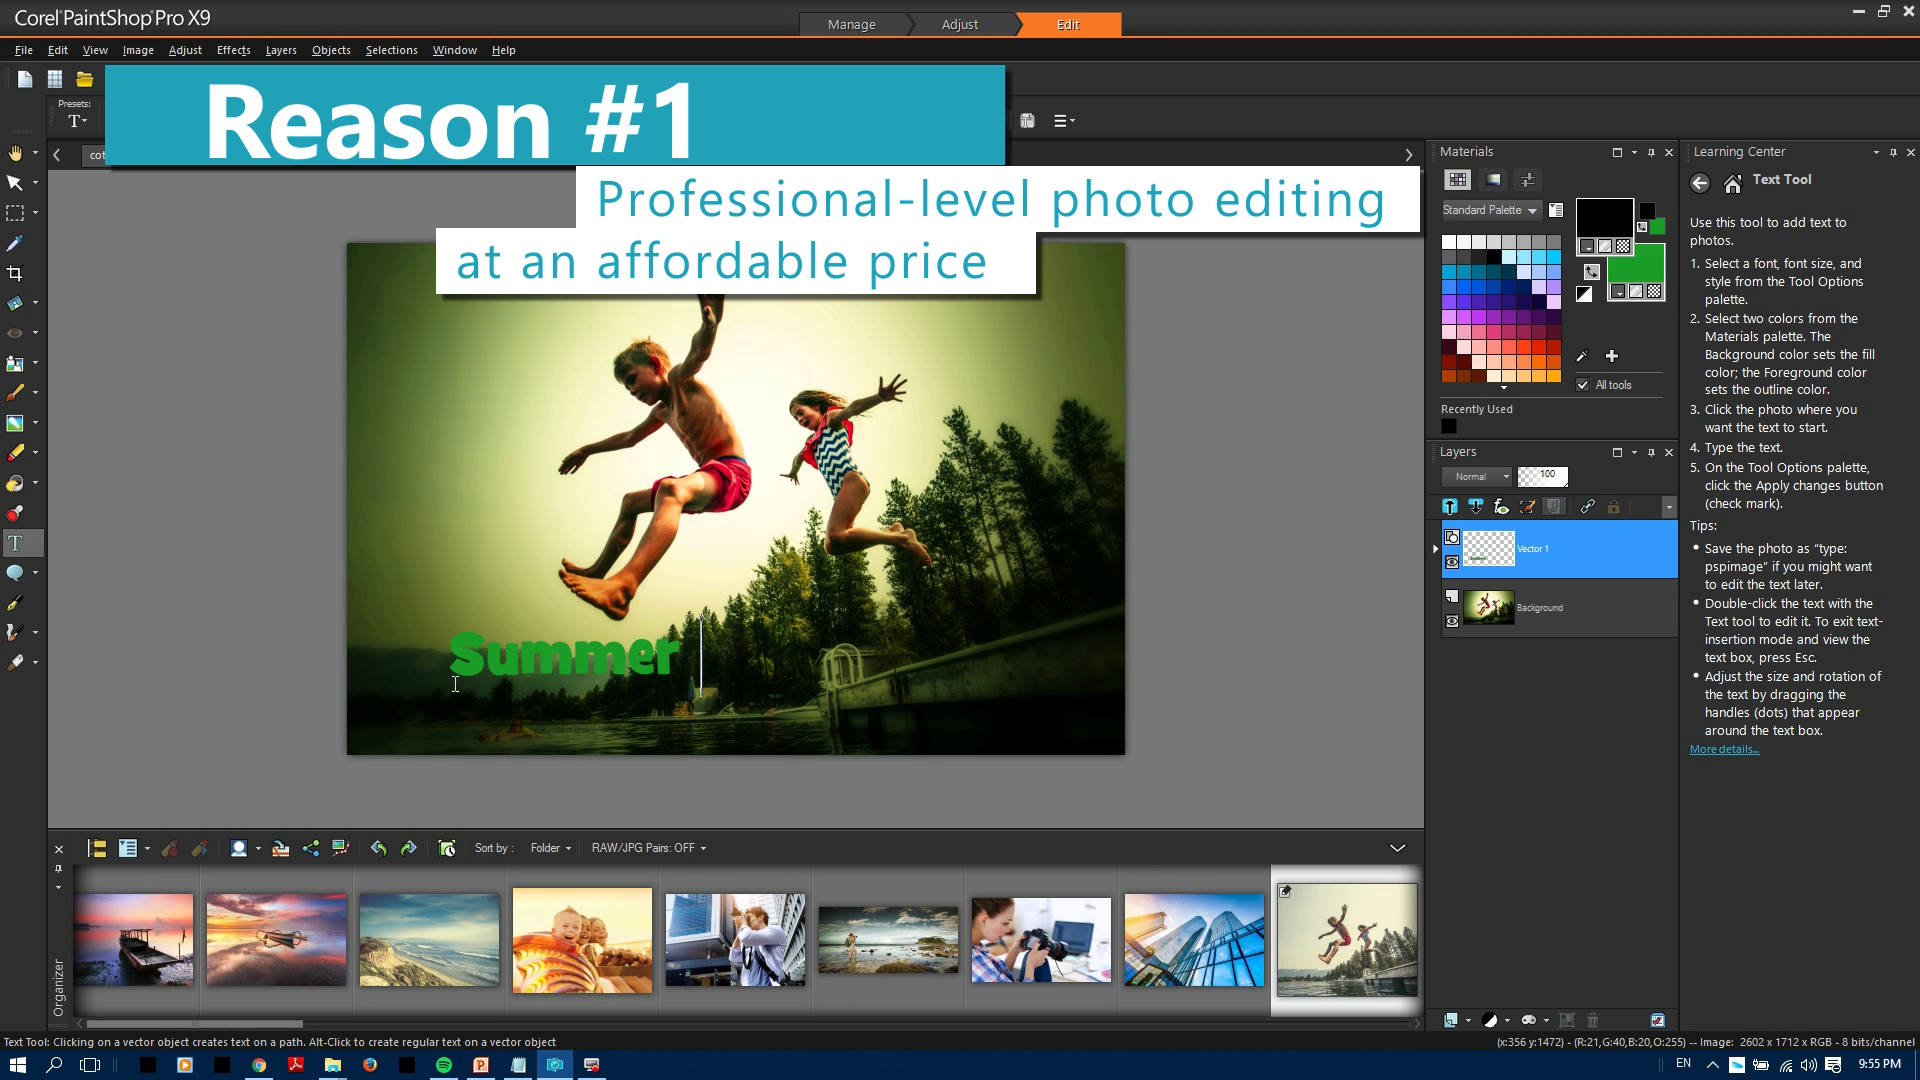 Corel PaintShop Pro X9
Manage
Adjust
Edit
File Edit View Image Adjust Effects Layers Objects Selections Window Help
Reason #1
Professional-level photo editing
at an affordable price
Presets:
T
cot
Materials
Standard Palette
All tools
Recently Used
Layers
Normal
100
Vector 1
Background
Learning Center
Text Tool
Use this tool to add text to
photos.
1. Select a font, font size, and
style from the Tool Options
palette.
2. Select two colors from the
Materials palette. The
Background color sets the fill
color; the Foreground color
sets the outline color.
3. Click the photo where you
want the text to start.
4. Type the text.
5. On the Tool Options palette,
click the Apply changes button
(check mark).
Tips:
• Save the photo as “type:
pspimage” if you might want
to edit the text later.
• Double-click the text with the
Text tool to edit it. To exit text-
insertion mode and view the
text box, press Esc.
• Adjust the size and rotation of
the text by dragging the
handles (dots) that appear
around the text box.
More details...
Summer
Sort by :
Folder
RAW/JPG Pairs: OFF
Organizer
Text Tool: Clicking on a vector object creates text on a path. Alt-Click to create regular text on a vector object
(x:356 y:1472) - (R:21,G:40,B:20,O:255) -- Image: 2602 x 1712 x RGB - 8 bits/channel
EN
9:55 PM